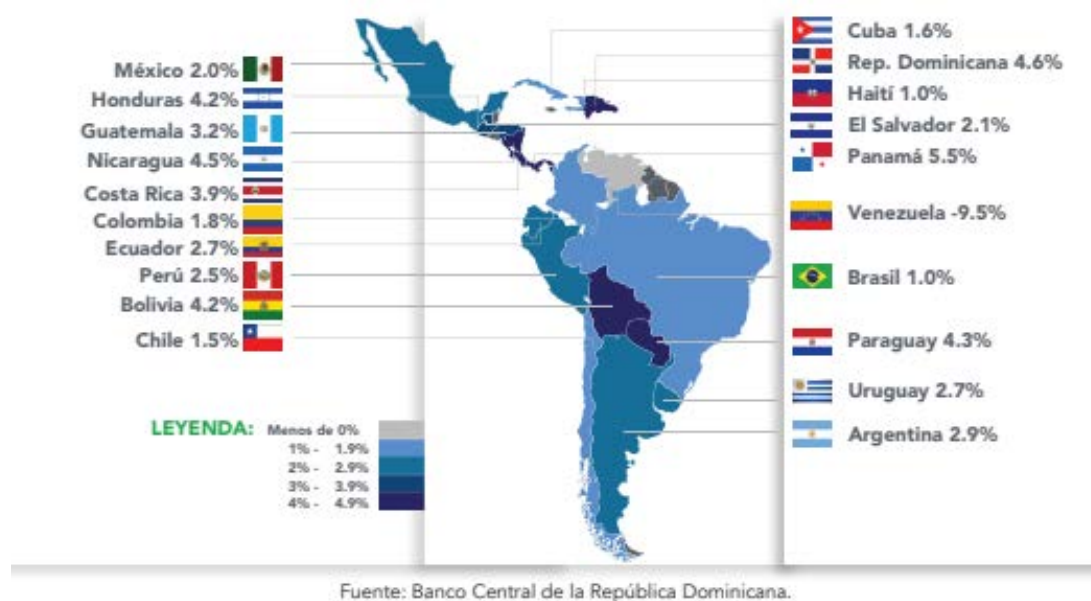 México 2.0%
Honduras 4.2%
Guatemala 3.2%
Nicaragua 4.5%
Costa Rica 3.9%
Colombia 1.8%
Ecuador 2.7%
Perú 2.5%
Bolivia 4.2%
Chile 1.5%
Cuba 1.6%
Rep. Dominicana 4.6%
Haití 1.0%
El Salvador 2.1%
Panamá 5.5%
Venezuela -9.5%
Brasil 1.0%
Paraguay 4.3%
Uruguay 2.7%
Argentina 2.9%
LEYENDA: Menos de 0%
1% - 1.9%
2% - 2.9%
3% - 3.9%
4% - 4.9%
Fuente: Banco Central de la República Dominicana.